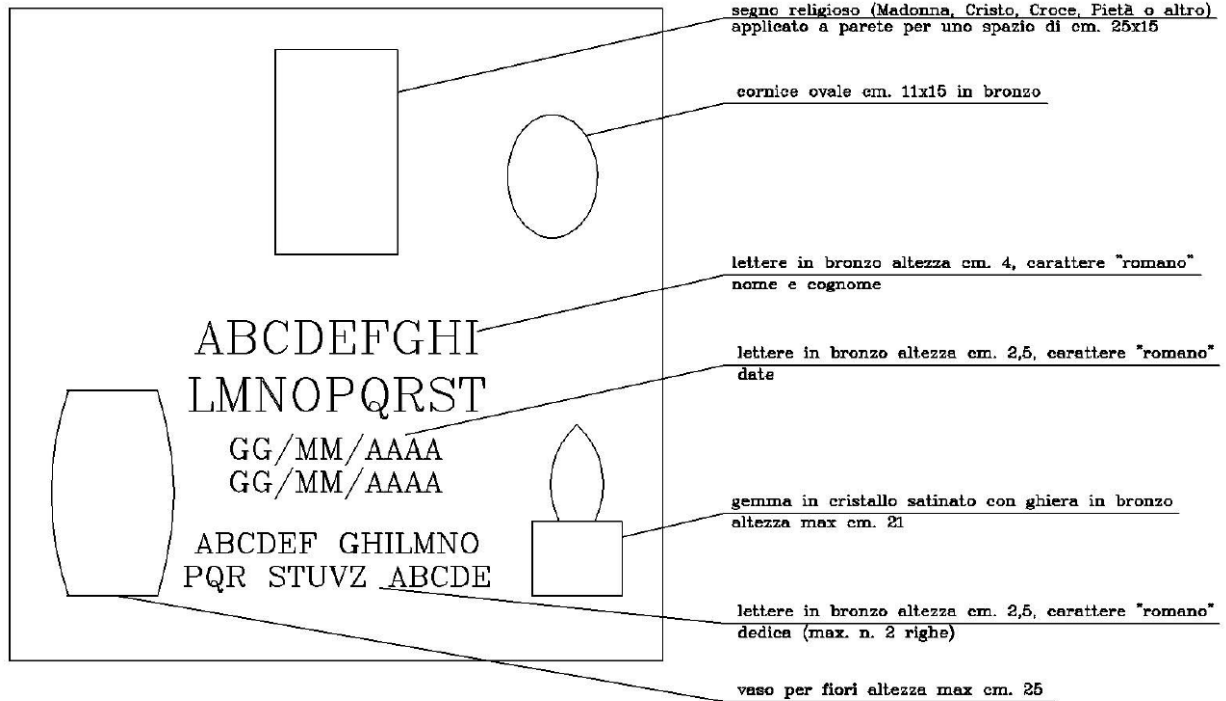 segno religioso (Madonna, Cristo, Croce, Pietà o altro)
applicato a parete per uno spazio di cm. 25x15
cornice ovale cm. 11x15 in bronzo
lettere in bronzo altezza cm. 4, carattere "romano"
nome e cognome
ABCDEFGHI
LMNOPQRST
lettere in bronzo altezza cm. 2,5, carattere "romano"
date
GG/MM/AAAA
GG/MM/AAAA
gemma in cristallo satinato con ghiera in bronzo
altezza max cm. 21
ABCDEF GHILMNO
PQR STUVZ ABCDE
lettere in bronzo altezza cm. 2,5, carattere "romano"
dedica (max. n. 2 righe)
vaso per fiori altezza max cm. 25